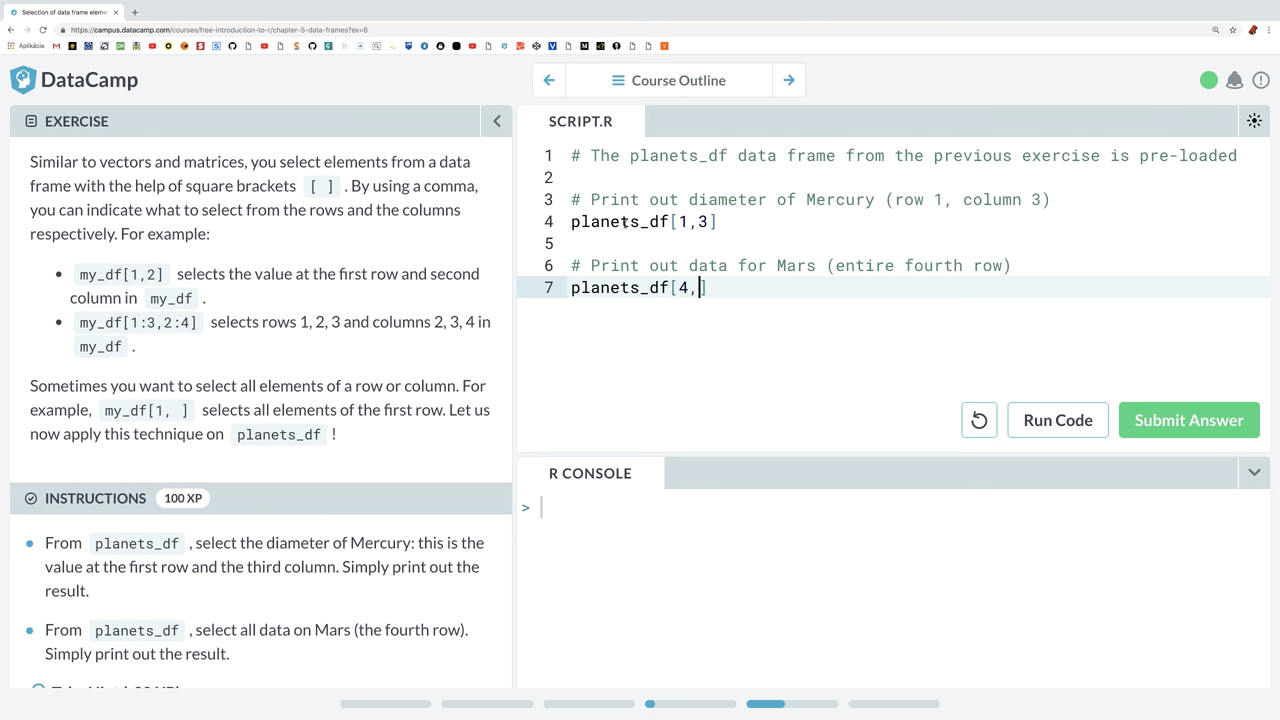 Selection of data frame eleme
https://campus.datacamp.com/courses/free-introduction-to-r/chapter-5-data-frames?ex=6
Aplikácie
DataCamp
Course Outline
EXERCISE
Similar to vectors and matrices, you select elements from a data
frame with the help of square brackets [ ] . By using a comma,
you can indicate what to select from the rows and the columns
respectively. For example:
• my_df[1,2] selects the value at the first row and second
column in my_df .
• my_df[1:3,2:4] selects rows 1, 2, 3 and columns 2, 3, 4 in
my_df .
Sometimes you want to select all elements of a row or column. For
example, my_df[1, ] selects all elements of the first row. Let us
now apply this technique on planets_df !
INSTRUCTIONS 100 XP
From planets_df , select the diameter of Mercury: this is the
value at the first row and the third column. Simply print out the
result.
From planets_df , select all data on Mars (the fourth row).
Simply print out the result.
SCRIPT.R
1 # The planets_df data frame from the previous exercise is pre-loaded
2
3 # Print out diameter of Mercury (row 1, column 3)
4 planets_df[1,3]
5
6 # Print out data for Mars (entire fourth row)
7 planets_df[4,]
Run Code
Submit Answer
R CONSOLE
>